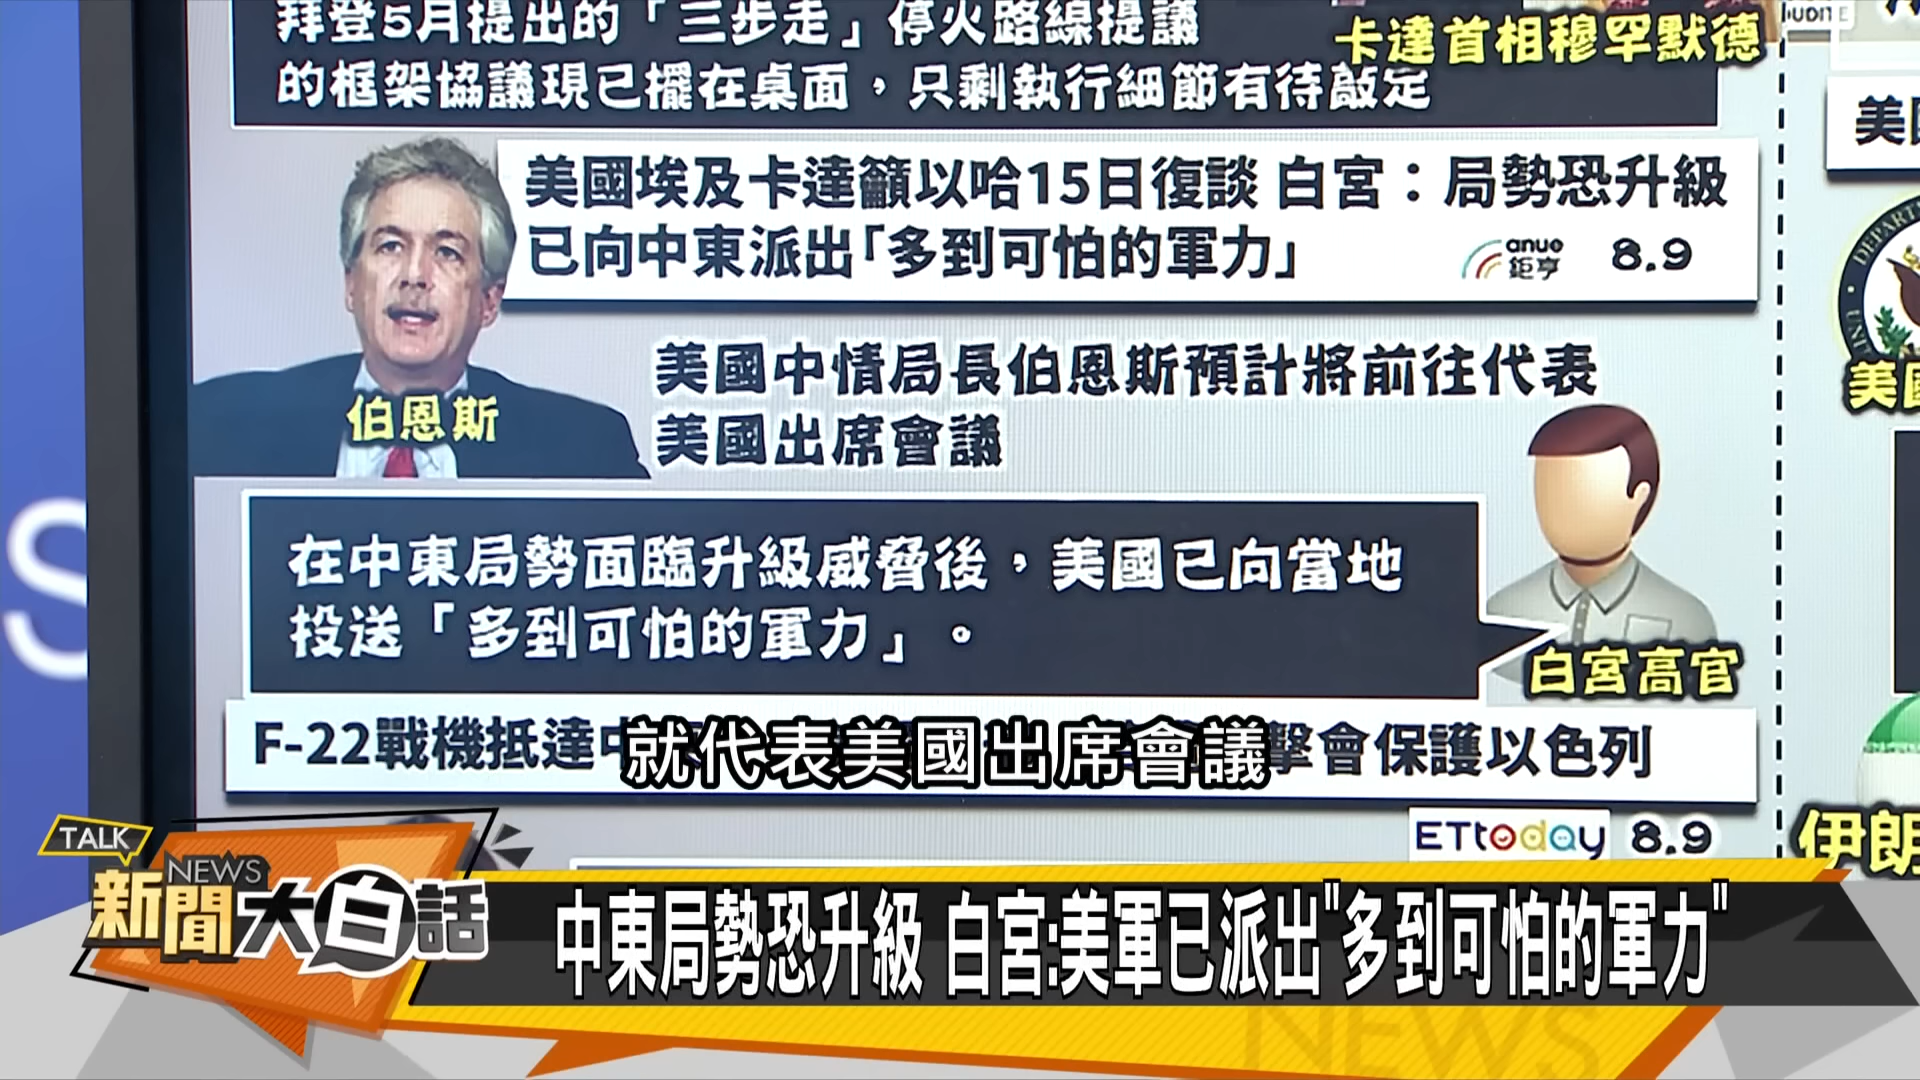 拜登5月提出的「三步走」停火路線提議
的框架協議現已擺在桌面，只剩執行細節有待敲定
卡達首相穆罕默德
美國埃及卡達籲以哈15日復談 白宮：局勢恐升級
已向中東派出「多到可怕的軍力」
anue
鉅亨
8.9
伯恩斯
美國中情局長伯恩斯預計將前往代表
美國出席會議
在中東局勢面臨升級威脅後，美國已向當地
投送「多到可怕的軍力」。
白宮高官
F-22戰機抵達中
擊會保護以色列
就代表美國出席會議
ETtoday 8.9
美
DEPART
美
伊朗
TALK
NEWS
新聞大白話
中東局勢恐升級 白宮:美軍已派出"多到可怕的軍力"
NEWS